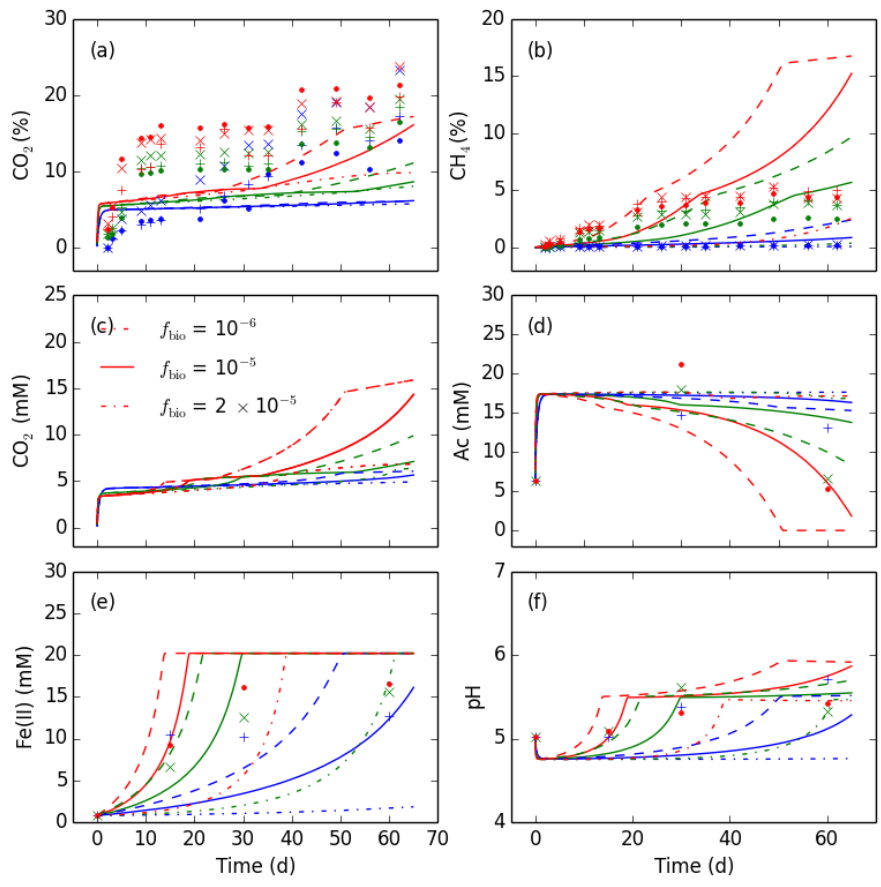 (a)
CO₂ (%)
30
20
10
0
(b)
CH₄ (%)
20
15
10
5
0
(c)
CO₂ (mM)
25
20
15
10
5
0
f_bio = 10⁻⁶
f_bio = 10⁻⁵
f_bio = 2 × 10⁻⁵
(d)
Ac (mM)
30
25
20
15
10
5
0
(e)
Fe(II) (mM)
30
25
20
15
10
5
0
0 10 20 30 40 50 60 70
Time (d)
(f)
pH
7
6
5
4
0 20 40 60
Time (d)